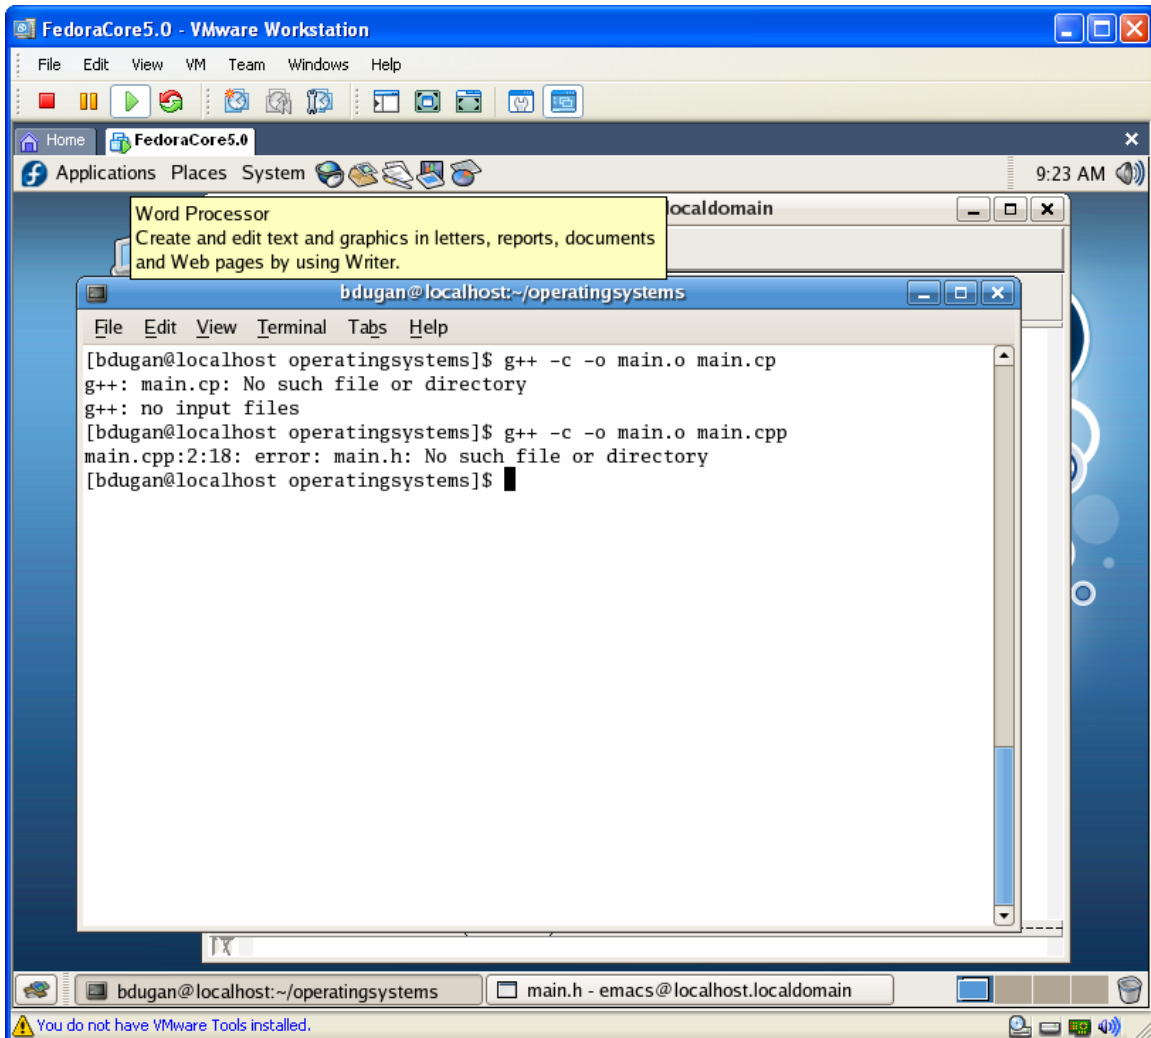 FedoraCore5.0 - VMware Workstation
File Edit View VM Team Windows Help
Home FedoraCore5.0
Applications Places System 9:23 AM
localdomain
Word Processor
Create and edit text and graphics in letters, reports, documents
and Web pages by using Writer.
bdugan@localhost:~/operatingsystems
File Edit View Terminal Tabs Help
[bdugan@localhost operatingsystems]$ g++ -c -o main.o main.cp
g++: main.cp: No such file or directory
g++: no input files
[bdugan@localhost operatingsystems]$ g++ -c -o main.o main.cpp
main.cpp:2:18: error: main.h: No such file or directory
[bdugan@localhost operatingsystems]$
bdugan@localhost:~/operatingsystems main.h - emacs@localhost.localdomain
You do not have VMware Tools installed.